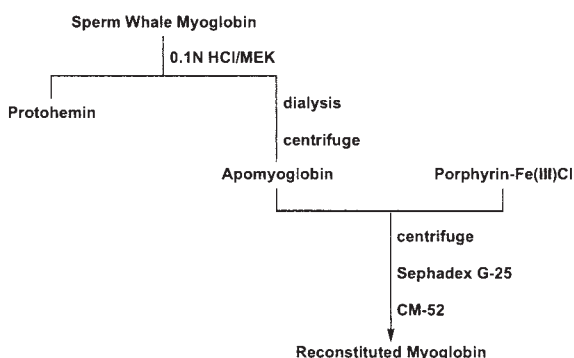 Sperm Whale Myoglobin
0.1N HCl/MEK
Protohemin
dialysis
centrifuge
Apomyoglobin
Porphyrin-Fe(III)Cl
centrifuge
Sephadex G-25
CM-52
Reconstituted Myoglobin